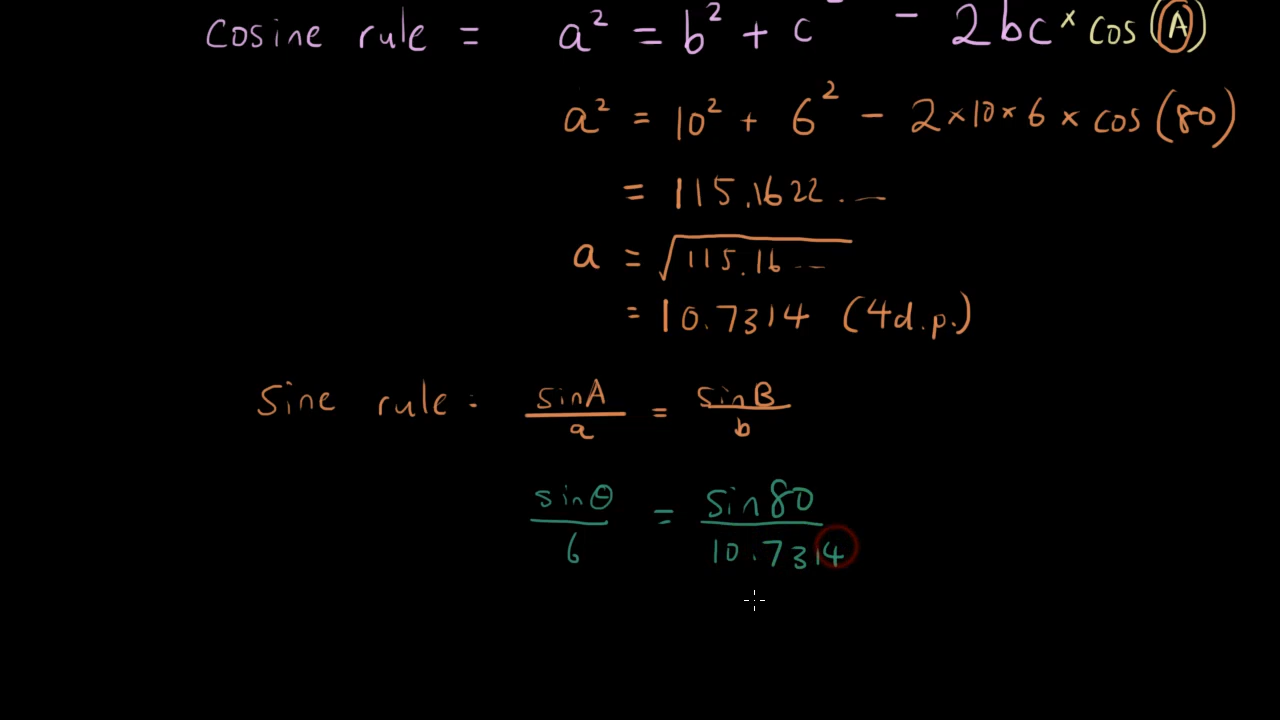 cosine rule = a² = b² + c² - 2bc × cos (A)
a² = 10² + 6² - 2×10×6 × cos (80)
= 115.1622.—
a = √115.16---
= 10.7314 (4d.p.)
Sine rule: sinA/a = sinB/b
sinθ/6 = sin80/10.7314